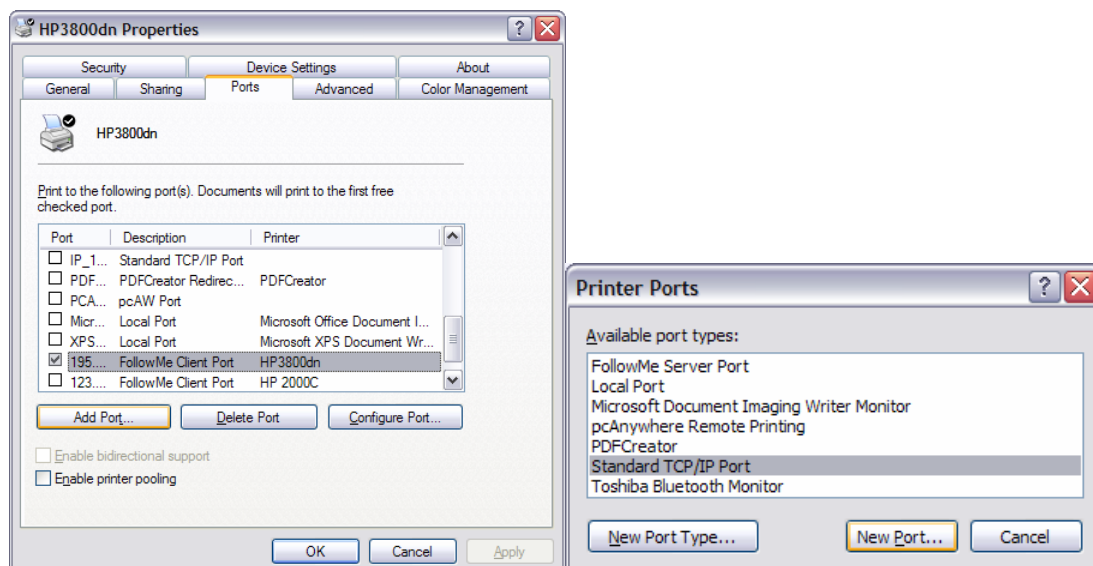 HP3800dn Properties
Security Device Settings About
General Sharing Ports Advanced Color Management
HP3800dn
Print to the following port(s). Documents will print to the first free
checked port.
Port Description Printer
IP_1... Standard TCP/IP Port
PDF... PDFCreator Redirec... PDFCreator
PCA... pcAW Port
Micr... Local Port Microsoft Office Document I...
XPS... Local Port Microsoft XPS Document Wr...
195.... FollowMe Client Port HP3800dn
123.... FollowMe Client Port HP 2000C
Add Port... Delete Port Configure Port...
Enable bidirectional support
Enable printer pooling
OK Cancel Apply
Printer Ports
Available port types:
FollowMe Server Port
Local Port
Microsoft Document Imaging Writer Monitor
pcAnywhere Remote Printing
PDFCreator
Standard TCP/IP Port
Toshiba Bluetooth Monitor
New Port Type... New Port... Cancel